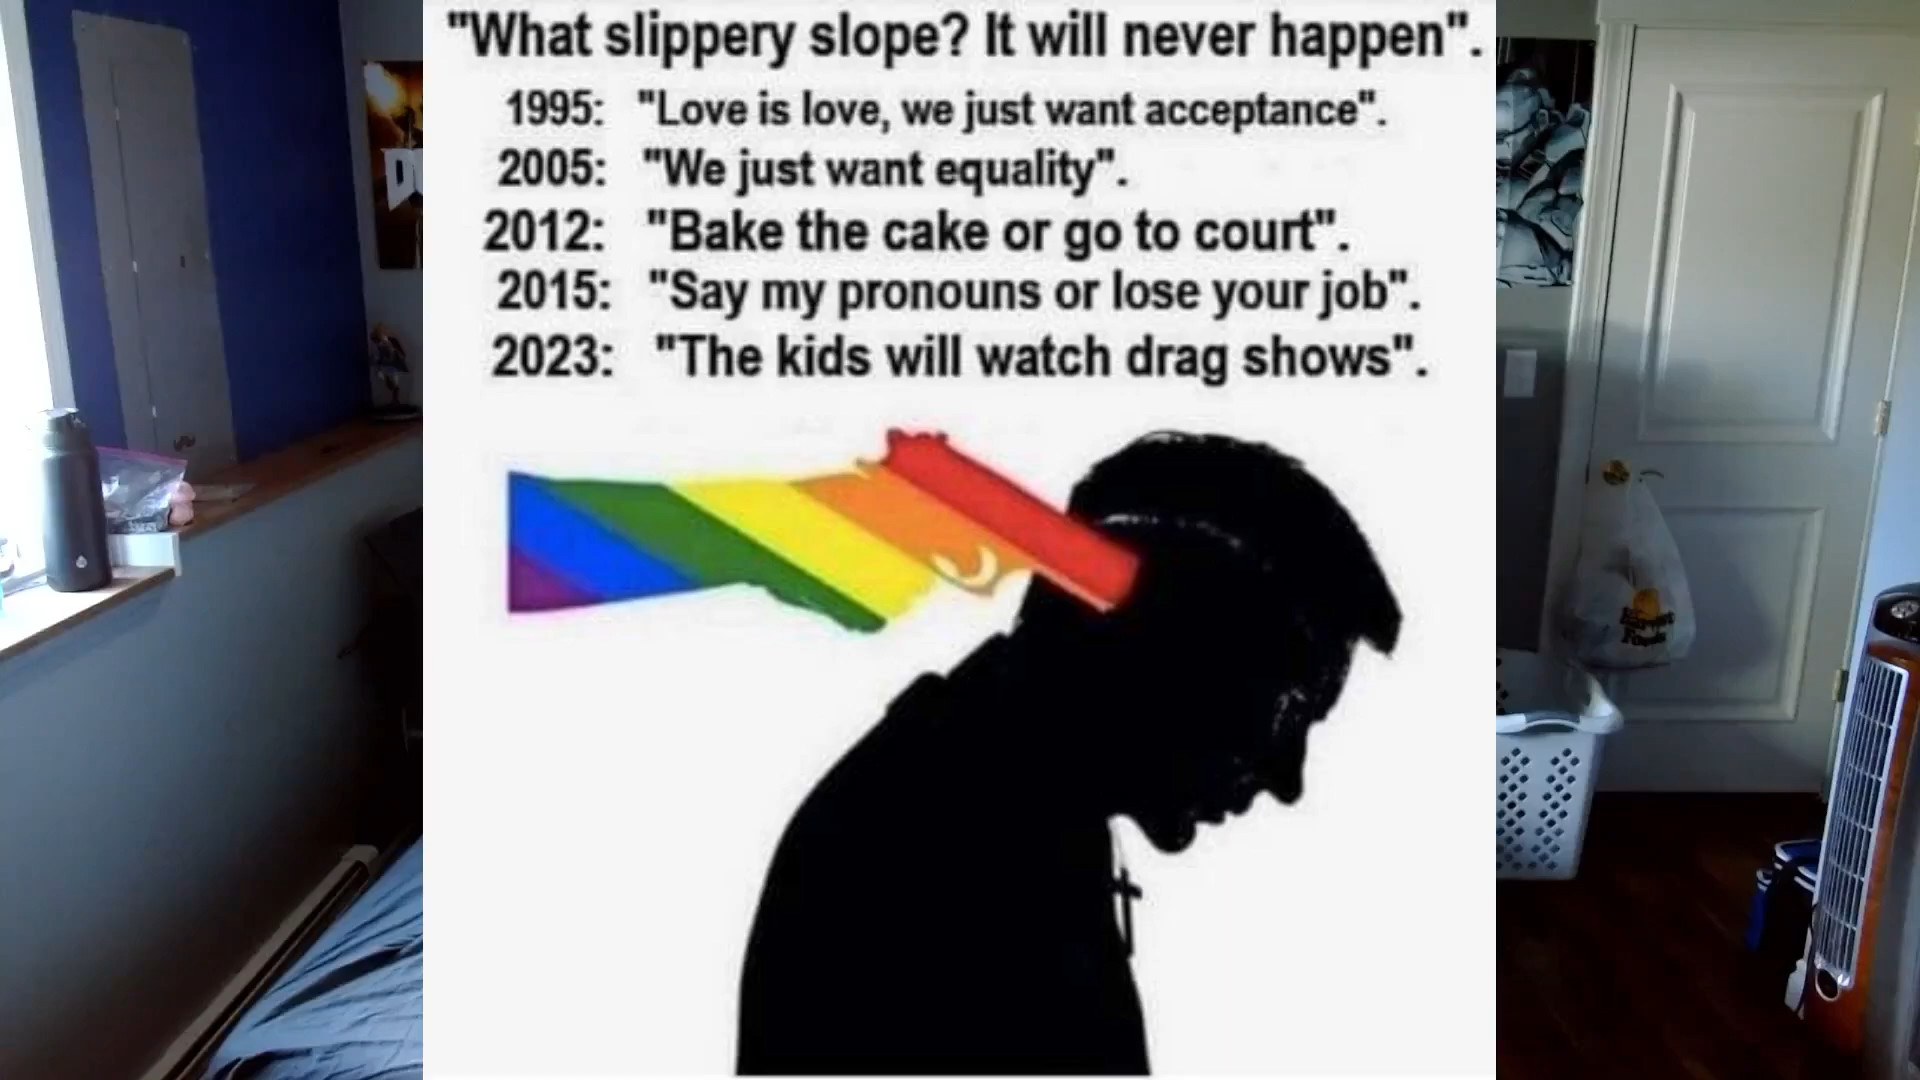 "What slippery slope? It will never happen".
1995: "Love is love, we just want acceptance".
2005: "We just want equality".
2012: "Bake the cake or go to court".
2015: "Say my pronouns or lose your job".
2023: "The kids will watch drag shows".